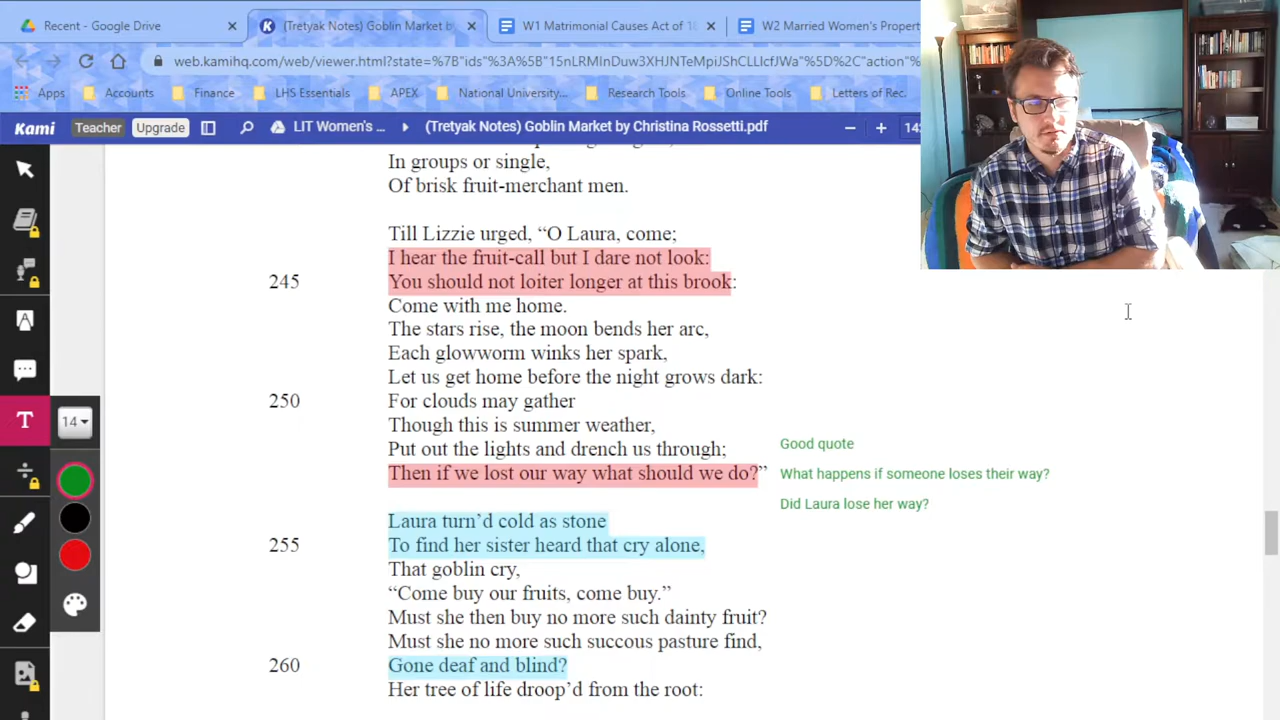 Recent - Google Drive
(Tretyak Notes) Goblin Market by
W1 Matrimonial Causes Act of 18
W2 Married Women's Propert
web.kamihq.com/web/viewer.html?state=%7B"ids"%3A%5B"15nLRMInDuw3XHJNTeMpiJShCLLIcfJWa"%5D%2C"action"
Apps Accounts Finance LHS Essentials APEX National University... Research Tools Online Tools Letters of Rec.
Kami Teacher Upgrade LIT Women's ... (Tretyak Notes) Goblin Market by Christina Rossetti.pdf
In groups or single,
Of brisk fruit-merchant men.
Till Lizzie urged, “O Laura, come;
I hear the fruit-call but I dare not look:
245 You should not loiter longer at this brook:
Come with me home.
The stars rise, the moon bends her arc,
Each glowworm winks her spark,
Let us get home before the night grows dark:
250 For clouds may gather
Though this is summer weather,
Put out the lights and drench us through;
Then if we lost our way what should we do?”
Good quote
What happens if someone loses their way?
Did Laura lose her way?
Laura turn’d cold as stone
255 To find her sister heard that cry alone,
That goblin cry,
“Come buy our fruits, come buy.”
Must she then buy no more such dainty fruit?
Must she no more such succous pasture find,
260 Gone deaf and blind?
Her tree of life droop’d from the root:
T 14